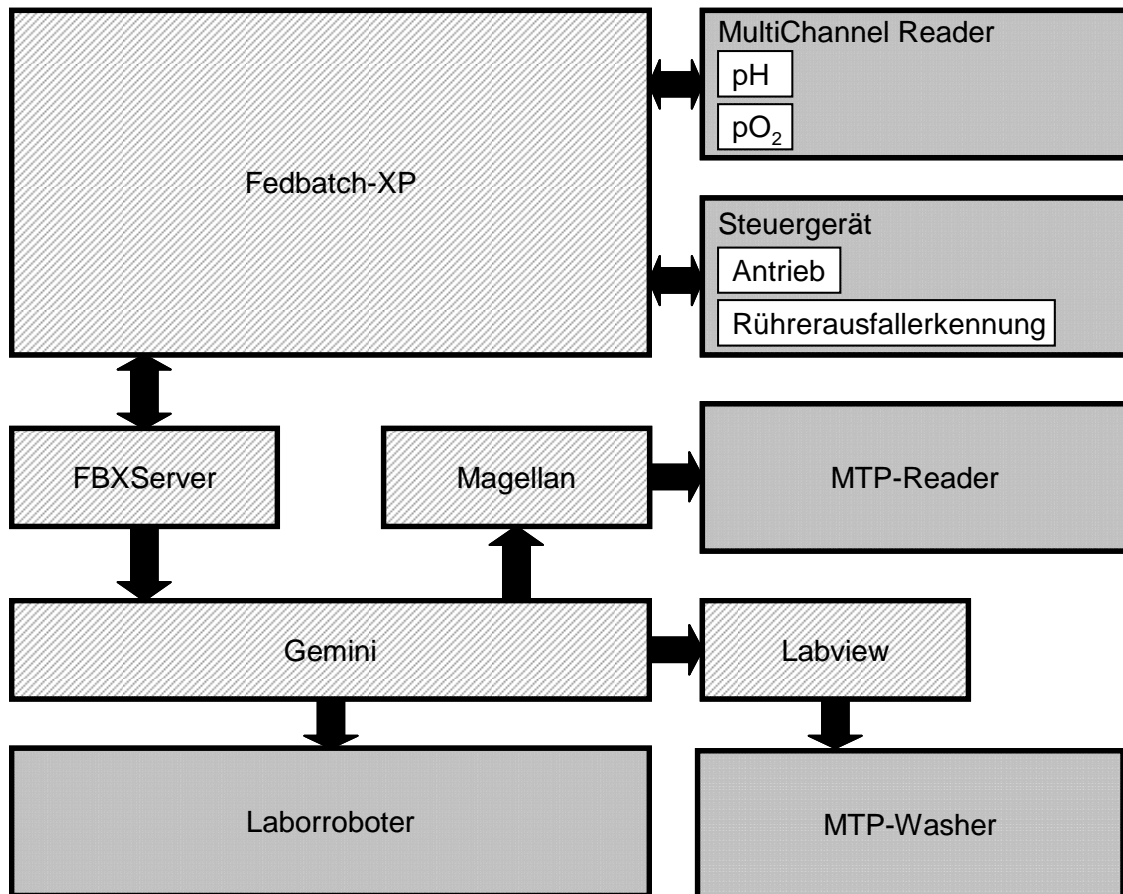 MultiChannel Reader
pH
pO₂
Fedbatch-XP
Steuergerät
Antrieb
Rührerausfallerkennung
FBXServer
Magellan
MTP-Reader
Gemini
Labview
Laborroboter
MTP-Washer